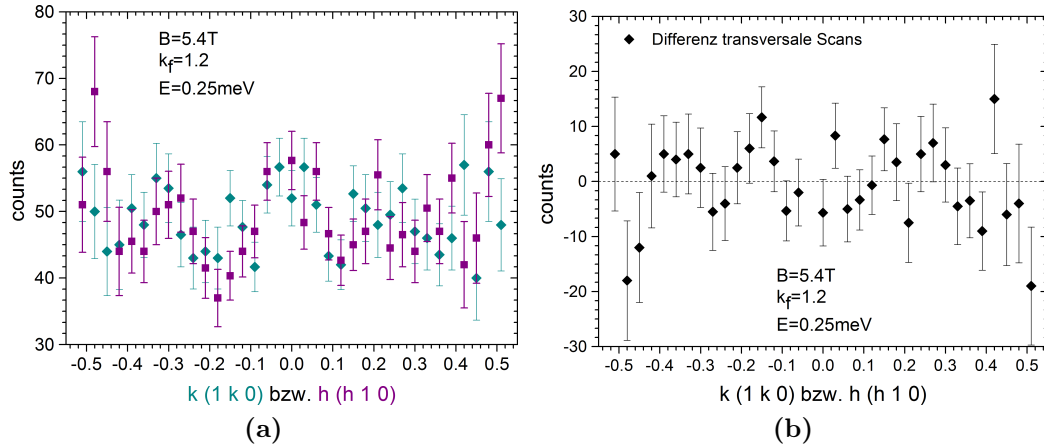 80
70
60
50
40
30
counts
B=5.4T
k_f=1.2
E=0.25meV
-0.5 -0.4 -0.3 -0.2 -0.1 0.0 0.1 0.2 0.3 0.4 0.5
k (1 k 0) bzw. h (h 1 0)
(a)
30
20
10
0
-10
-20
-30
counts
Differenz transversale Scans
B=5.4T
k_f=1.2
E=0.25meV
-0.5 -0.4 -0.3 -0.2 -0.1 0.0 0.1 0.2 0.3 0.4 0.5
k (1 k 0) bzw. h (h 1 0)
(b)